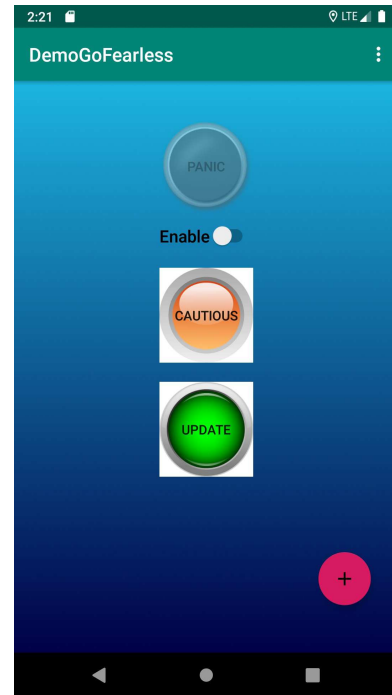 2:21 LTE
DemoGoFearless
PANIC
Enable
CAUTIOUS
UPDATE
+